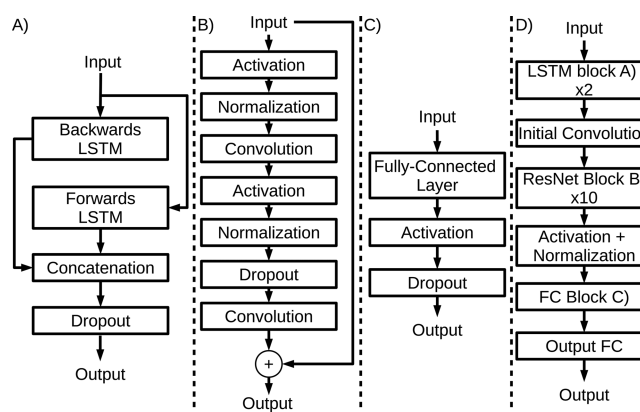 A)
Input
Backwards
LSTM
Forwards
LSTM
Concatenation
Dropout
Output
B)
Input
Activation
Normalization
Convolution
Activation
Normalization
Dropout
Convolution
+
Output
C)
Input
Fully-Connected
Layer
Activation
Dropout
Output
D)
Input
LSTM block A)
x2
Initial Convolution
ResNet Block B)
x10
Activation +
Normalization
FC Block C)
Output FC
Output